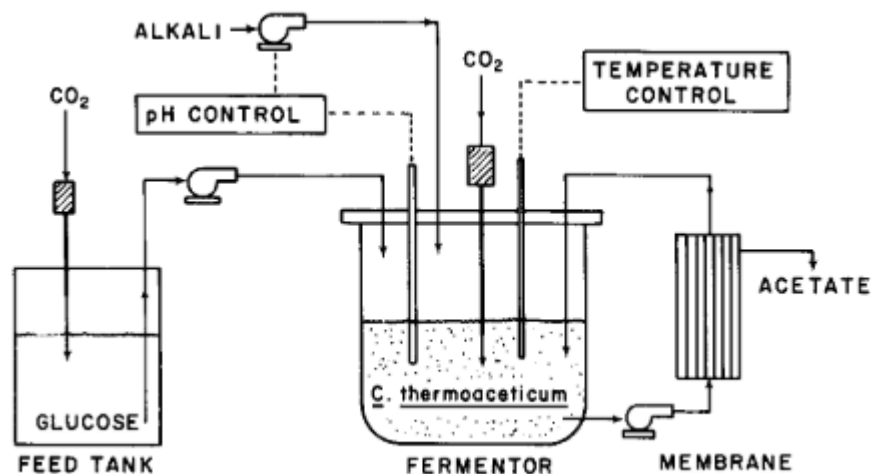 ALKALI
CO₂
TEMPERATURE
CONTROL
CO₂
pH CONTROL
ACETATE
C. thermoaceticum
GLUCOSE
FEED TANK
FERMENTOR
MEMBRANE